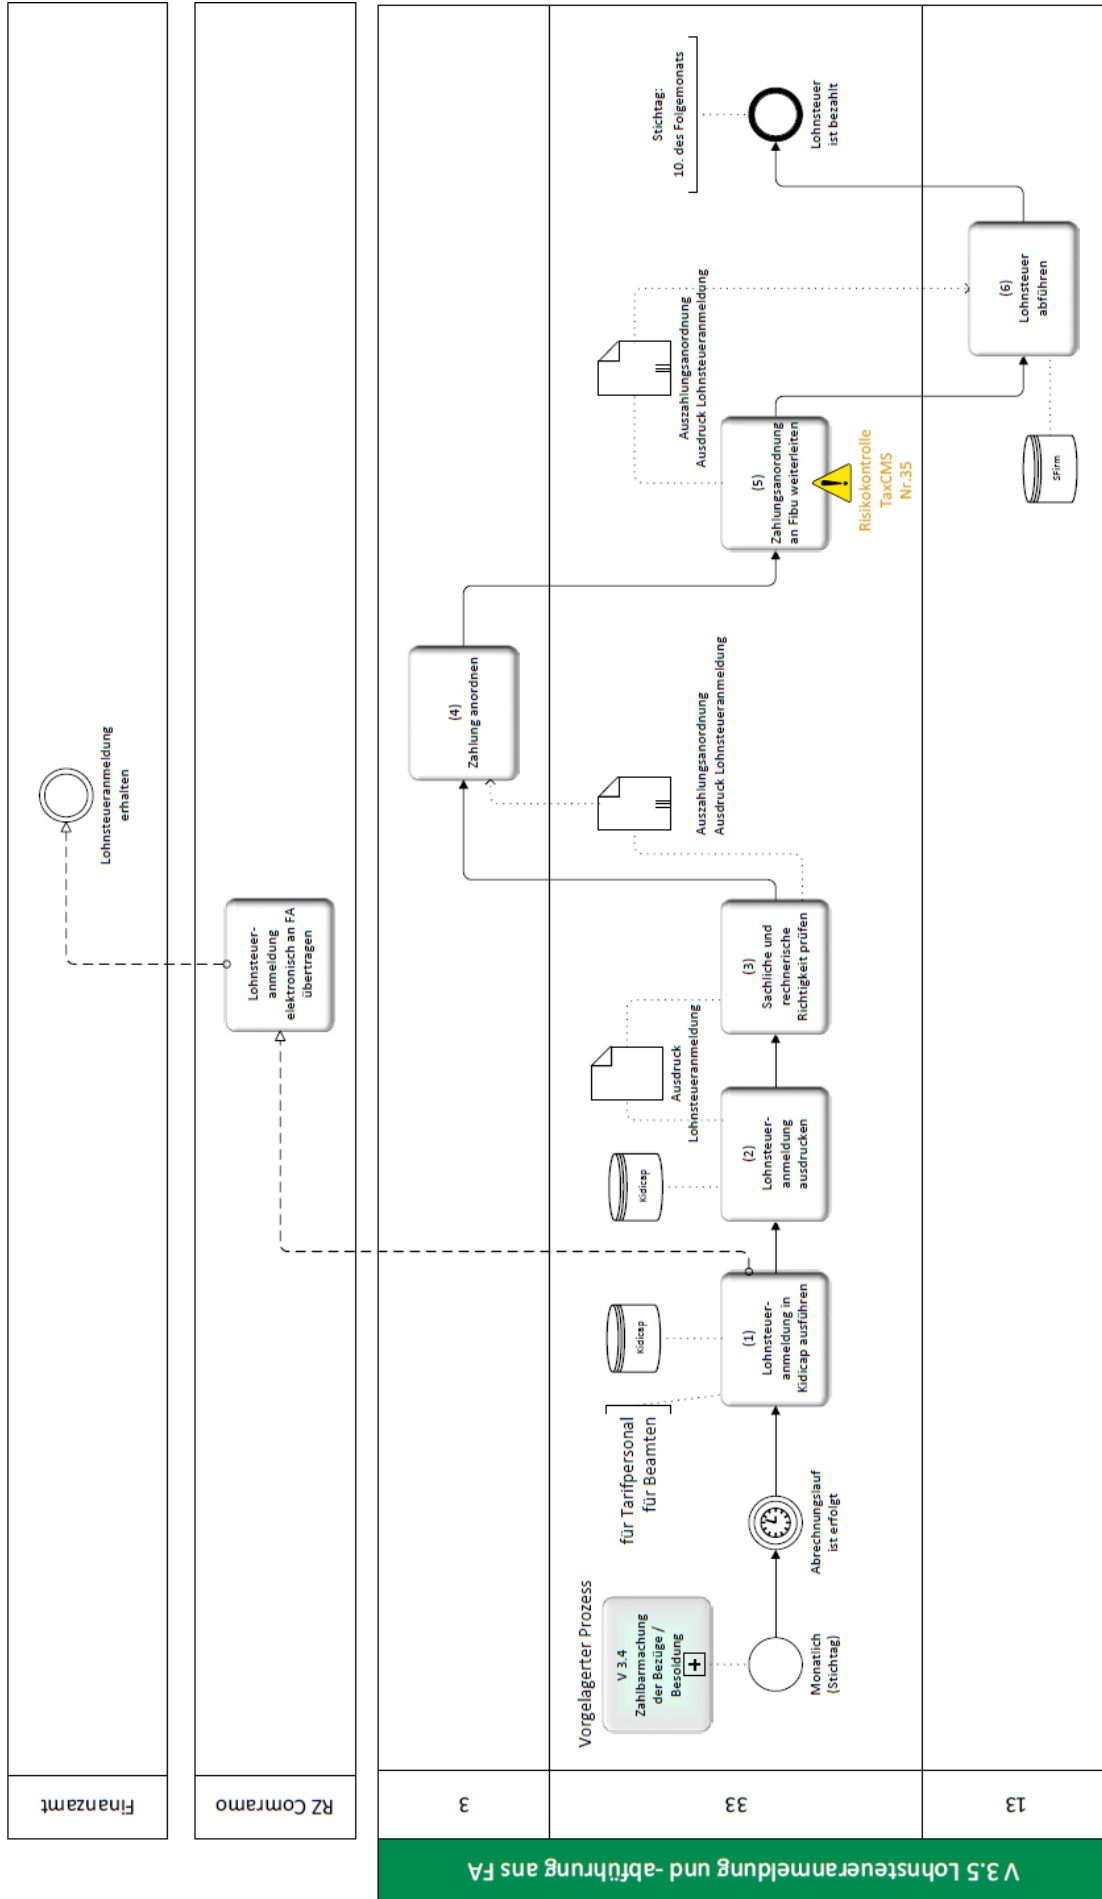 V 3.5 Lohnsteueranmeldung und -abführung ans FA
Finanzamt
Lohnsteueranmeldung
erhalten
RZ Comramo
Lohnsteuer-
anmeldung
elektronisch an FA
übertragen
3
(4)
Zahlung anordnen
33
Vorgelagerter Prozess
V 3.4
Zahlbarmachung
der Bezüge /
Besoldung
Monatlich
(Stichtag)
Abrechnungslauf
ist erfolgt
für Tarifpersonal
für Beamten
Kidicap
(1)
Lohnsteuer-
anmeldung in
Kidicap ausführen
Kidicap
(2)
Lohnsteuer-
anmeldung
ausdrucken
Ausdruck
Lohnsteueranmeldung
(3)
Sachliche und
rechnerische
Richtigkeit prüfen
Auszahlungsanordnung
Ausdruck Lohnsteueranmeldung
(5)
Zahlungsanordnung
an Fibu weiterleiten
Risikokontrolle
TaxCMS
Nr.35
Auszahlungsanordnung
Ausdruck Lohnsteueranmeldung
Stichtag:
10. des Folgemonats
Lohnsteuer
ist bezahlt
13
SFirm
(6)
Lohnsteuer
abführen